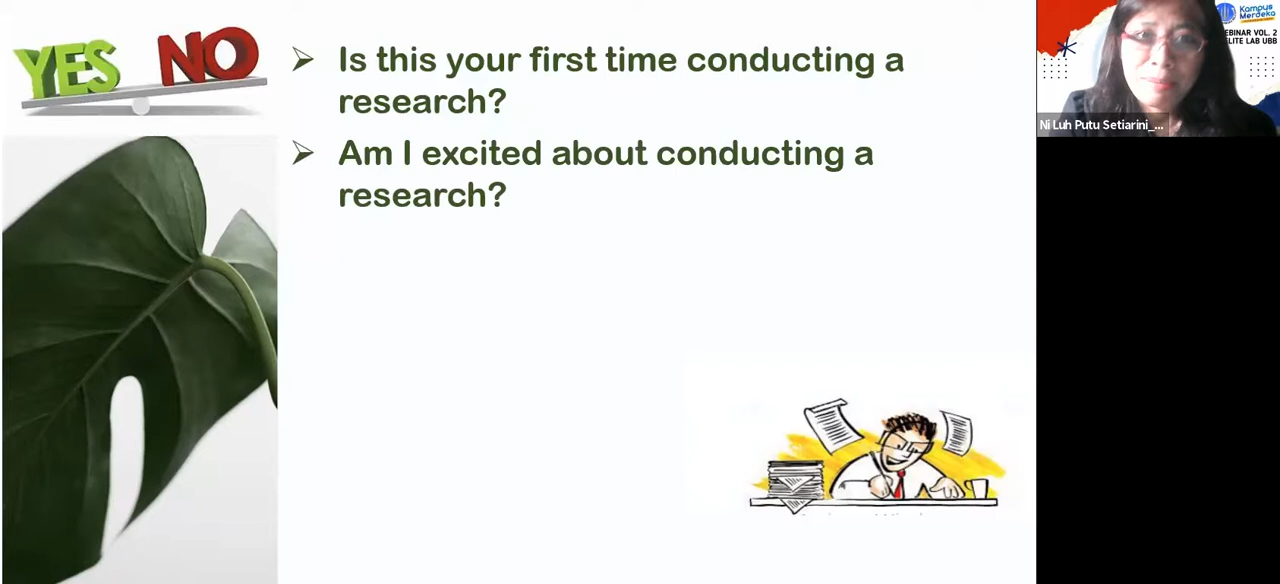 YES NO
➢ Is this your first time conducting a
research?
➢ Am I excited about conducting a
research?
Kampus
Merdeka
EBINAR VOL. 2
ELITE LAB UBB
Ni Luh Putu Setiarini_...